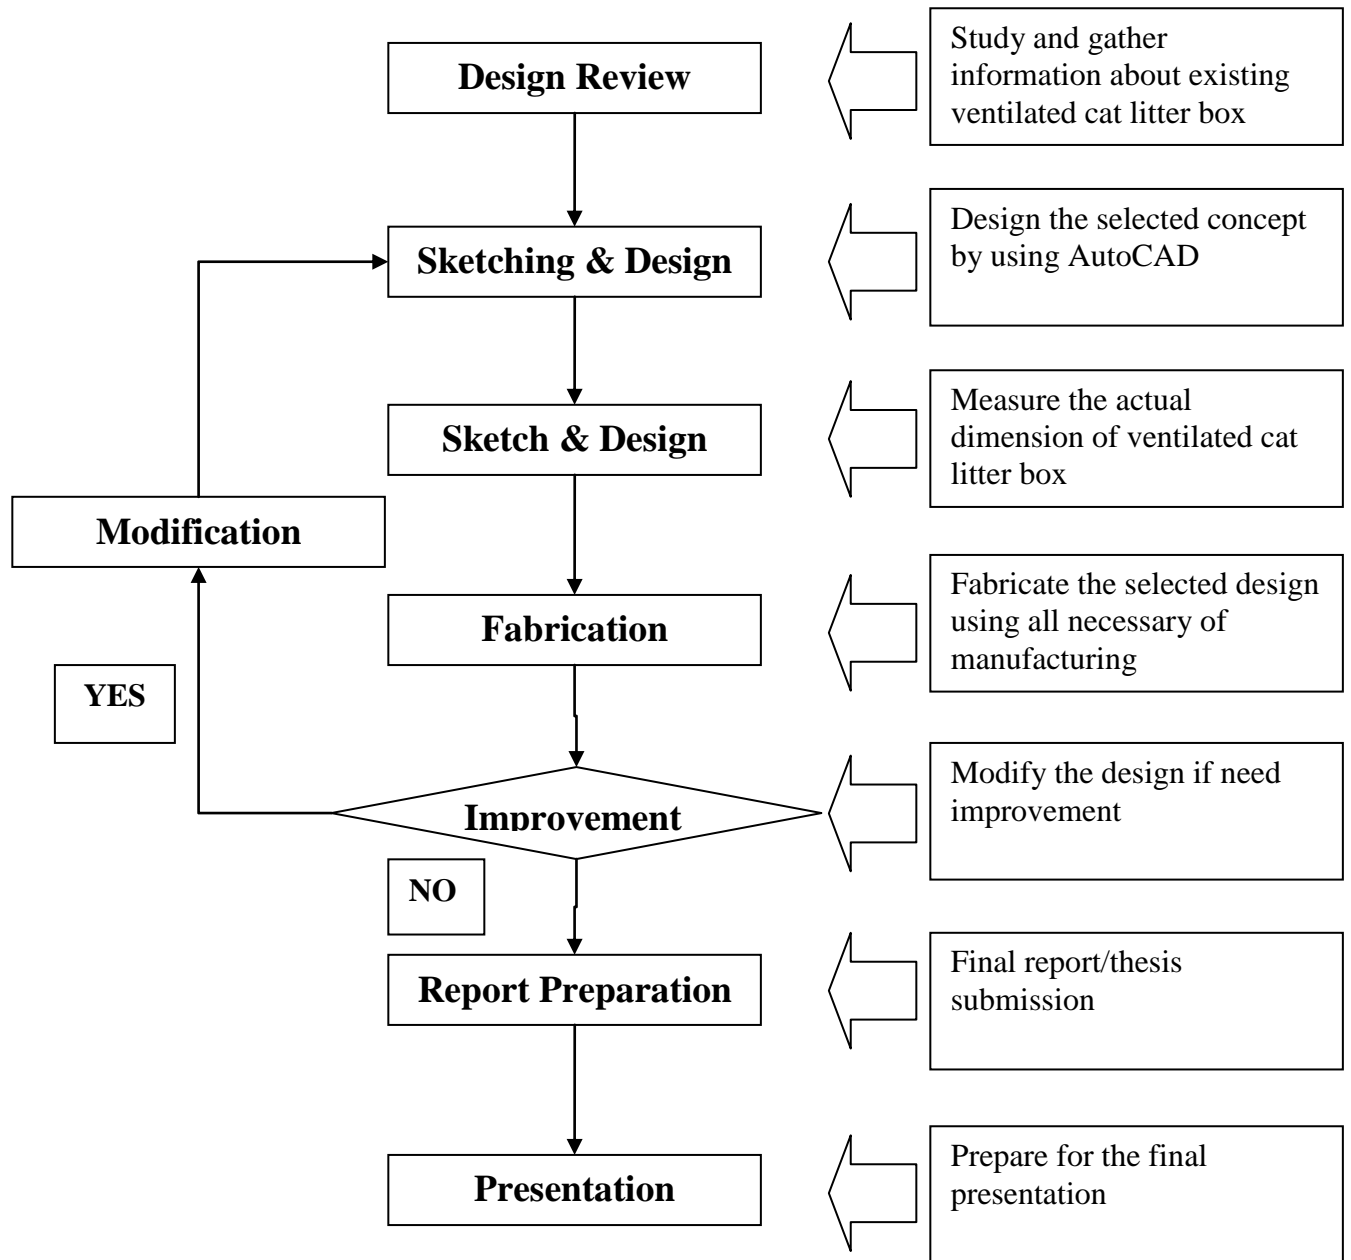 Design Review
Study and gather
information about existing
ventilated cat litter box
Sketching & Design
Design the selected concept
by using AutoCAD
Sketch & Design
Measure the actual
dimension of ventilated cat
litter box
Modification
Fabrication
Fabricate the selected design
using all necessary of
manufacturing
YES
Improvement
Modify the design if need
improvement
NO
Report Preparation
Final report/thesis
submission
Presentation
Prepare for the final
presentation